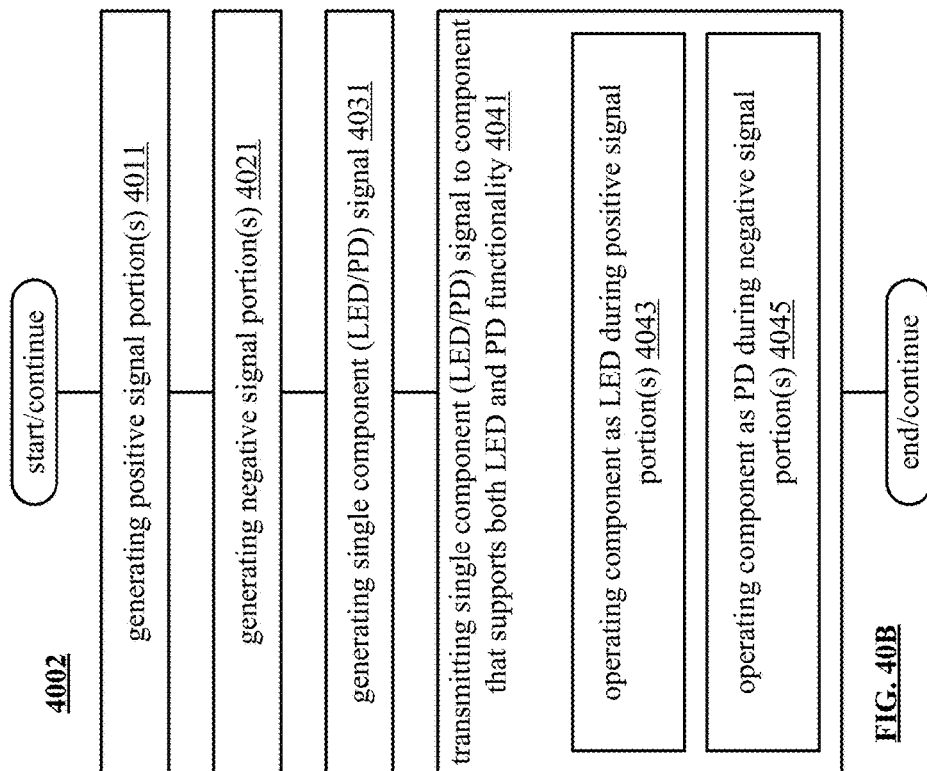 4002
start/continue
generating positive signal portion(s) 4011
generating negative signal portion(s) 4021
generating single component (LED/PD) signal 4031
transmitting single component (LED/PD) signal to component
that supports both LED and PD functionality 4041
operating component as LED during positive signal
portion(s) 4043
operating component as PD during negative signal
portion(s) 4045
end/continue
FIG. 40B